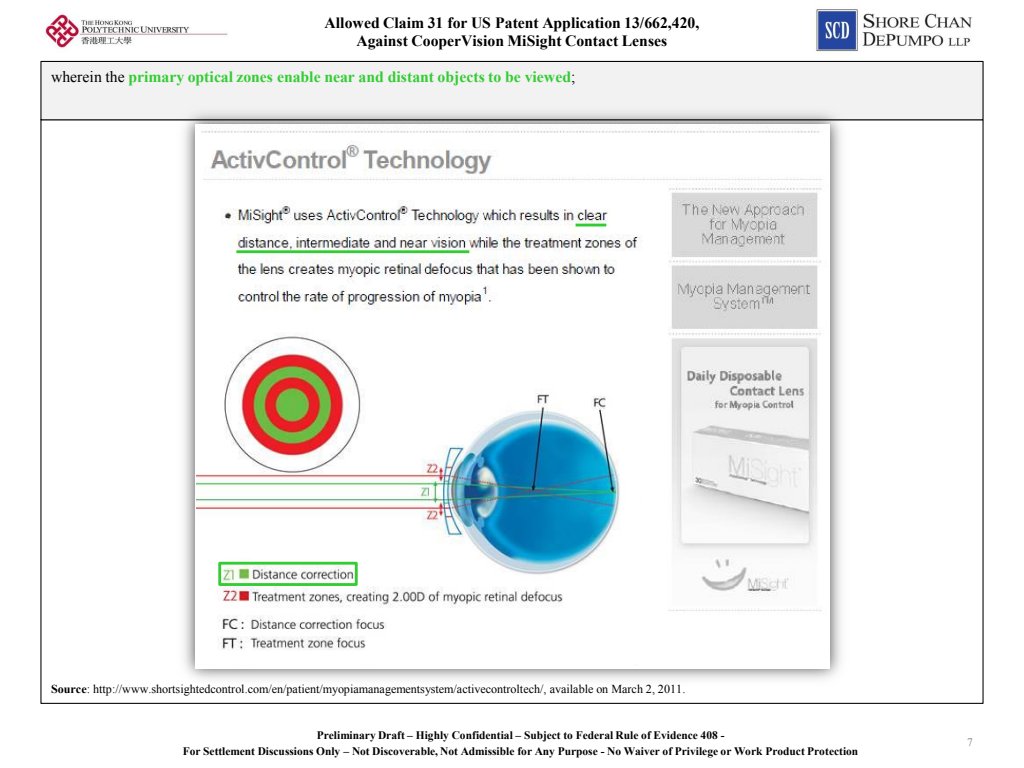 THE HONG KONG
POLYTECHNIC UNIVERSITY
香港理工大學
Allowed Claim 31 for US Patent Application 13/662,420,
Against CooperVision MiSight Contact Lenses
SCD
SHORE CHAN
DEPUMPO LLP
wherein the primary optical zones enable near and distant objects to be viewed;
ActivControl® Technology
• MiSight® uses ActivControl® Technology which results in clear
distance, intermediate and near vision while the treatment zones of
the lens creates myopic retinal defocus that has been shown to
control the rate of progression of myopia¹.
The New Approach
for Myopia
Management
Myopia Management
System™
Daily Disposable
Contact Lens
for Myopia Control
MiSight®
30
MiSight®
FT
FC
Z2
Z1
Z2
Z1 Distance correction
Z2 Treatment zones, creating 2.00D of myopic retinal defocus
FC : Distance correction focus
FT : Treatment zone focus
Source: http://www.shortsightedcontrol.com/en/patient/myopiamanagementsystem/activecontroltech/, available on March 2, 2011.
Preliminary Draft – Highly Confidential – Subject to Federal Rule of Evidence 408 -
For Settlement Discussions Only – Not Discoverable, Not Admissible for Any Purpose - No Waiver of Privilege or Work Product Protection
7